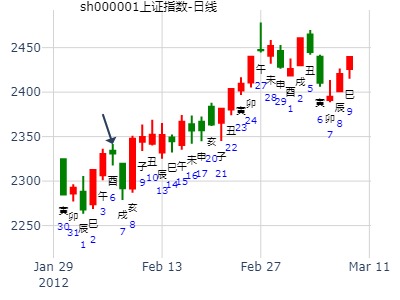 sh000001上证指数-日线
2450
2400
2350
2300
2250
寅
30
卯
31
辰
1
巳
2
午
3
酉
6
戌
7
亥
8
子
9
丑
10
辰
13
巳
14
午
15
未
16
申
17
亥
20
子
21
丑
22
寅
23
卯
24
午
27
未
28
申
29
酉
1
戌
2
丑
5
寅
6
卯
7
辰
8
巳
9
Jan 29
2012
Feb 13
Feb 27
Mar 11